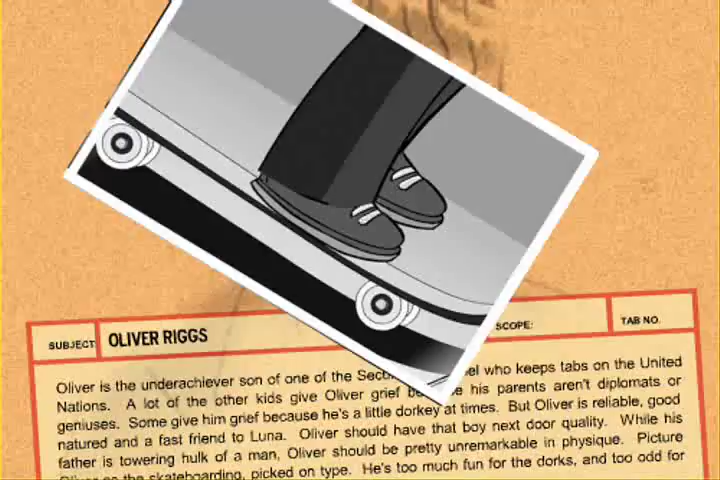 SUBJECT OLIVER RIGGS SCOPE: TAB NO.
Oliver is the underachiever son of one of the who keeps tabs on the United
Nations. A lot of the other kids give Oliver grief his parents aren't diplomats or
geniuses. Some give him grief because he's a little dorkey at times. But Oliver is reliable, good
natured and a fast friend to Luna. Oliver should have that boy next door quality. While his
father is towering hulk of a man, Oliver should be pretty unremarkable in physique. Picture
Oliver as the skateboarding, picked on type. He's too much fun for the dorks, and too odd for